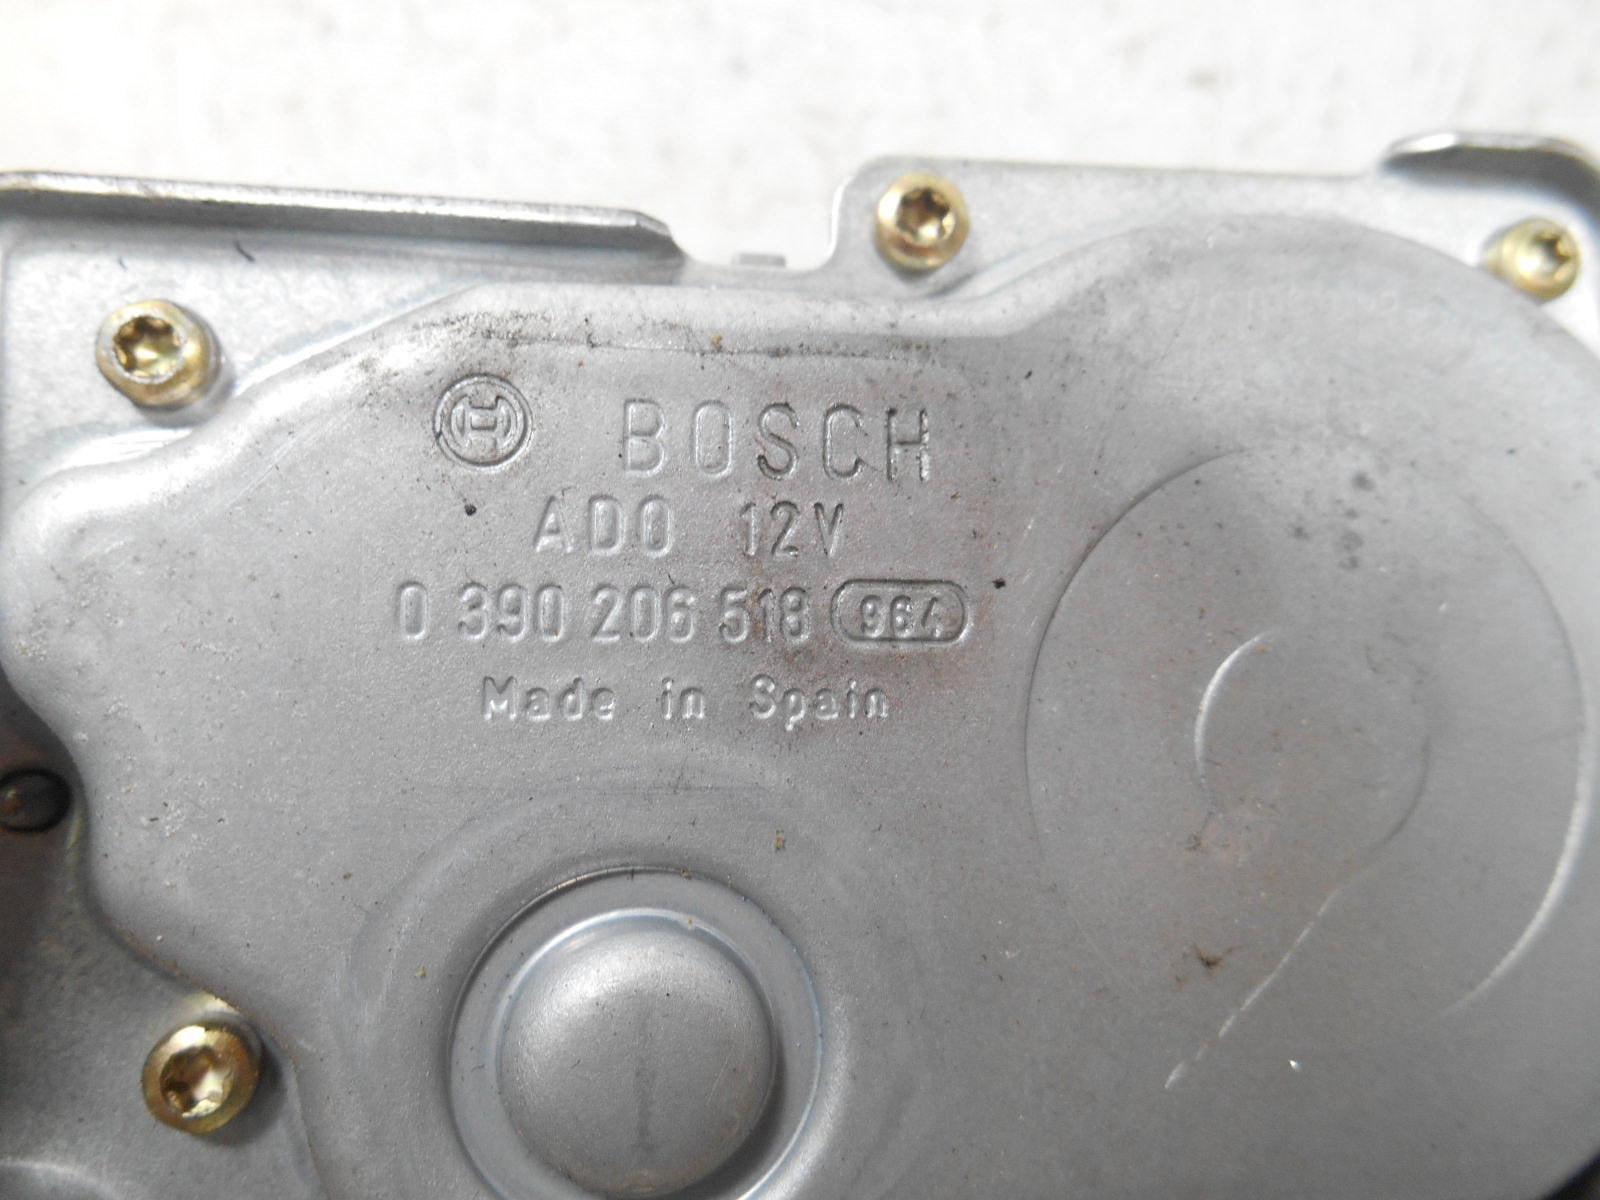 BOSCH
ADO 12V
0 390 206 518 964
Made in Spain